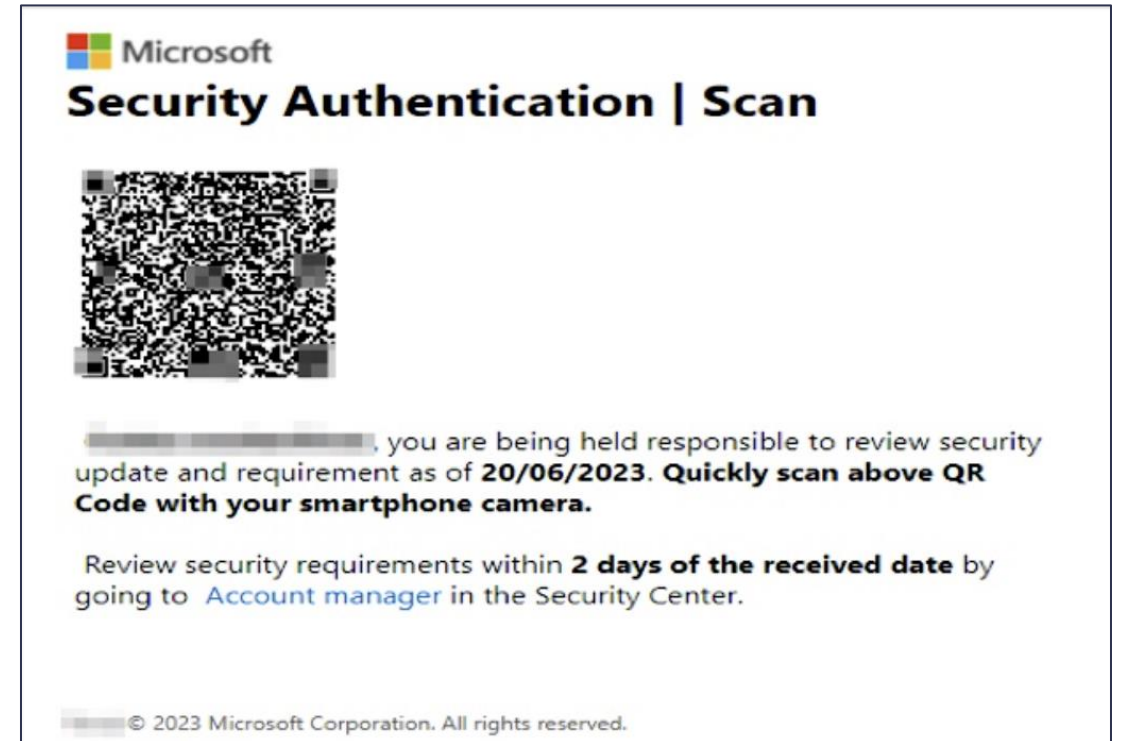 Microsoft
Security Authentication | Scan
, you are being held responsible to review security
update and requirement as of 20/06/2023. Quickly scan above QR
Code with your smartphone camera.
Review security requirements within 2 days of the received date by
going to Account manager in the Security Center.
© 2023 Microsoft Corporation. All rights reserved.